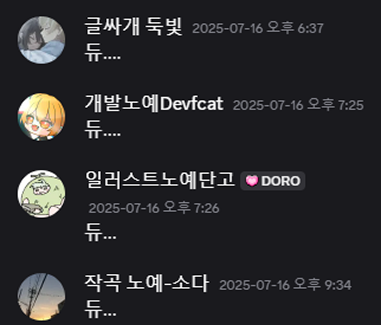 글싸개 둑빛 2025-07-16 오후 6:37
듀....
개발노예Devfcat 2025-07-16 오후 7:25
듀....
일러스트노예단고 DORO
2025-07-16 오후 7:26
듀...
작곡 노예-소다 2025-07-16 오후 9:34
듀...